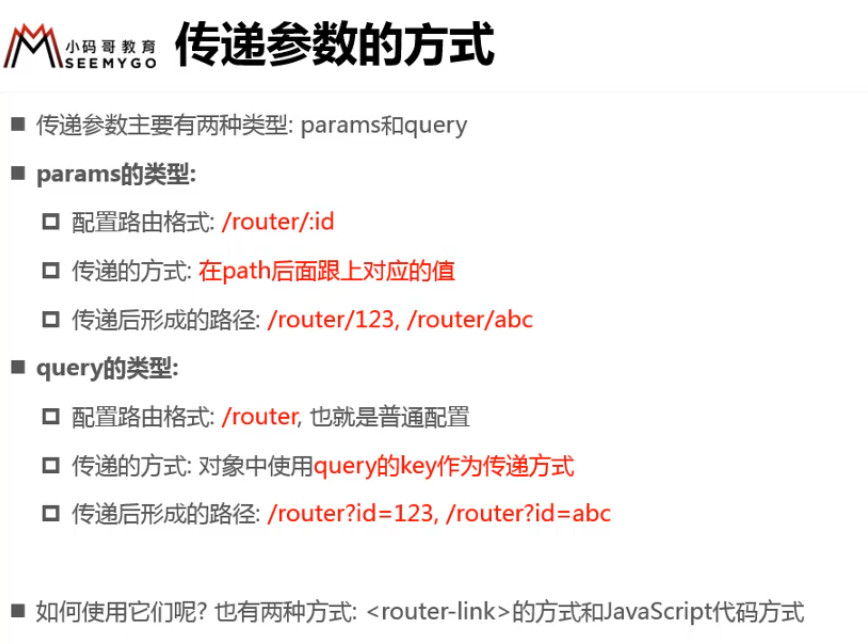 小码哥教育
SEEMYGO
传递参数的方式
传递参数主要有两种类型: params和query
params的类型:
配置路由格式: /router/:id
传递的方式: 在path后面跟上对应的值
传递后形成的路径: /router/123, /router/abc
query的类型:
配置路由格式: /router, 也就是普通配置
传递的方式: 对象中使用query的key作为传递方式
传递后形成的路径: /router?id=123, /router?id=abc
如何使用它们呢? 也有两种方式: <router-link>的方式和JavaScript代码方式